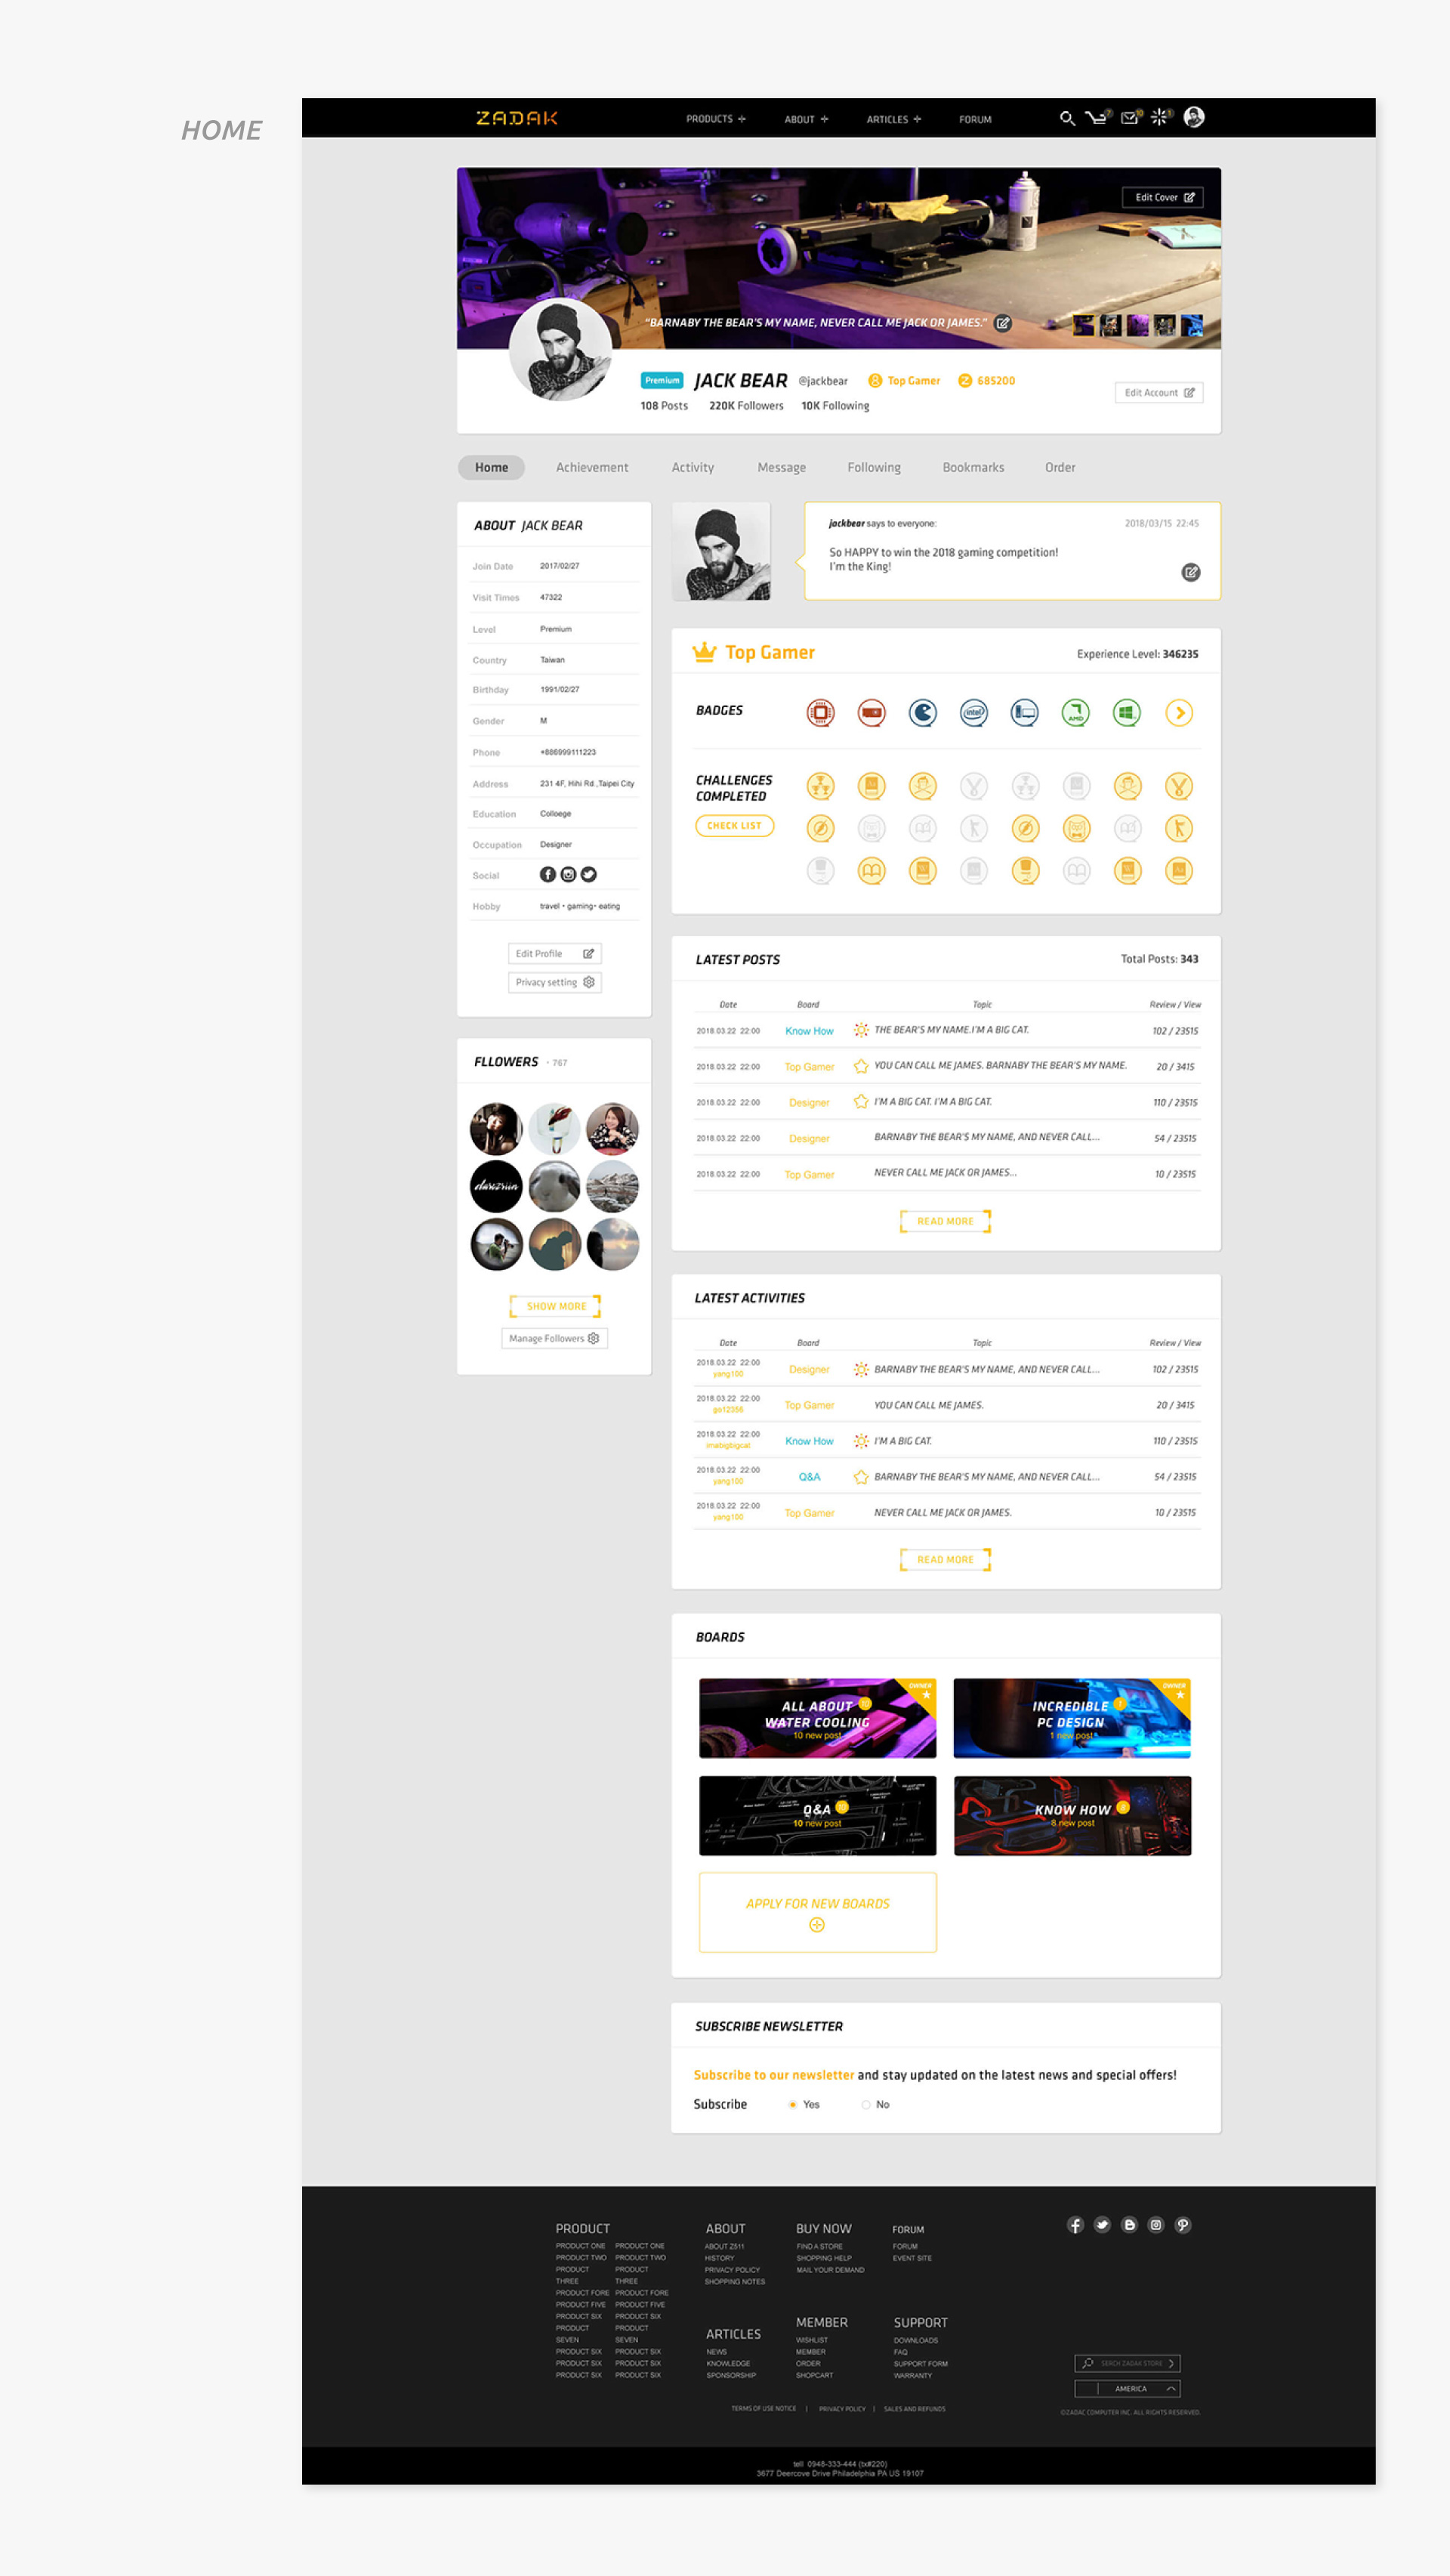 HOME
ZADAK
PRODUCTS
ABOUT
ARTICLES
FORUM
7
10
1
Edit Cover
"BARNABY THE BEAR'S MY NAME, NEVER CALL ME JACK OR JAMES."
Premium JACK BEAR @jackbear Top Gamer 685200
108 Posts 220K Followers 10K Following
Edit Account
Home Achievement Activity Message Following Bookmarks Order
ABOUT JACK BEAR
Join Date 2017/02/27
Visit Times 47322
Level Premium
Country Taiwan
Birthday 1991/02/27
Gender M
Phone +886999111223
Address 231 4F, Hihi Rd.,Taipei City
Education Colloege
Occupation Designer
Social
Hobby travel • gaming• eating
Edit Profile
Privacy setting
FLLOWERS - 767
SHOW MORE
Manage Followers
jackbear says to everyone: 2018/03/15 22:45
So HAPPY to win the 2018 gaming competition!
I'm the King!
Top Gamer Experience Level: 346235
BADGES
intel
AMD
CHALLENGES
COMPLETED
CHECK LIST
LATEST POSTS Total Posts: 343
Date Board Topic Review / View
2018.03.22 22:00 Know How THE BEAR'S MY NAME.I'M A BIG CAT. 102 / 23515
2018.03.22 22:00 Top Gamer YOU CAN CALL ME JAMES. BARNABY THE BEAR'S MY NAME. 20 / 3415
2018.03.22 22:00 Designer I'M A BIG CAT. I'M A BIG CAT. 110 / 23515
2018.03.22 22:00 Designer BARNABY THE BEAR'S MY NAME, AND NEVER CALL... 54 / 23515
2018.03.22 22:00 Top Gamer NEVER CALL ME JACK OR JAMES... 10 / 23515
READ MORE
LATEST ACTIVITIES
Date Board Topic Review / View
2018.03.22 22:00 Designer BARNABY THE BEAR'S MY NAME, AND NEVER CALL... 102 / 23515
yang100
2018.03.22 22:00 Top Gamer YOU CAN CALL ME JAMES. 20 / 3415
go12356
2018.03.22 22:00 Know How I'M A BIG CAT. 110 / 23515
imabigbigcat
2018.03.22 22:00 Q&A BARNABY THE BEAR'S MY NAME, AND NEVER CALL... 54 / 23515
yang100
2018.03.22 22:00 Top Gamer NEVER CALL ME JACK OR JAMES. 10 / 23515
yang100
READ MORE
BOARDS
OWNER
ALL ABOUT 10
WATER COOLING
10 new post
OWNER
INCREDIBLE 1
PC DESIGN
1 new post
Q&A 10
10 new post
KNOW HOW 8
8 new post
APPLY FOR NEW BOARDS
SUBSCRIBE NEWSLETTER
Subscribe to our newsletter and stay updated on the latest news and special offers!
Subscribe Yes No
PRODUCT
PRODUCT ONE PRODUCT ONE
PRODUCT TWO PRODUCT TWO
PRODUCT PRODUCT
THREE THREE
PRODUCT FORE PRODUCT FORE
PRODUCT FIVE PRODUCT FIVE
PRODUCT SIX PRODUCT SIX
PRODUCT PRODUCT
SEVEN SEVEN
PRODUCT SIX PRODUCT SIX
PRODUCT SIX PRODUCT SIX
PRODUCT SIX PRODUCT SIX
ABOUT
ABOUT Z511
HISTORY
PRIVACY POLICY
SHOPPING NOTES
BUY NOW
FIND A STORE
SHOPPING HELP
MAIL YOUR DEMAND
FORUM
FORUM
EVENT SITE
ARTICLES
NEWS
KNOWLEDGE
SPONSORSHIP
MEMBER
WISHLIST
MEMBER
ORDER
SHOPCART
SUPPORT
DOWNLOADS
FAQ
SUPPORT FORM
WARRANTY
SERCH ZADAK STORE
AMERICA
©ZADAC COMPUTER INC. ALL RIGHTS RESERVED.
TERMS OF USE NOTICE | PRIVACY POLICY | SALES AND REFUNDS
tell 0948-333-444 (tx#220)
3677 Deercove Drive Philadelphia PA US 19107